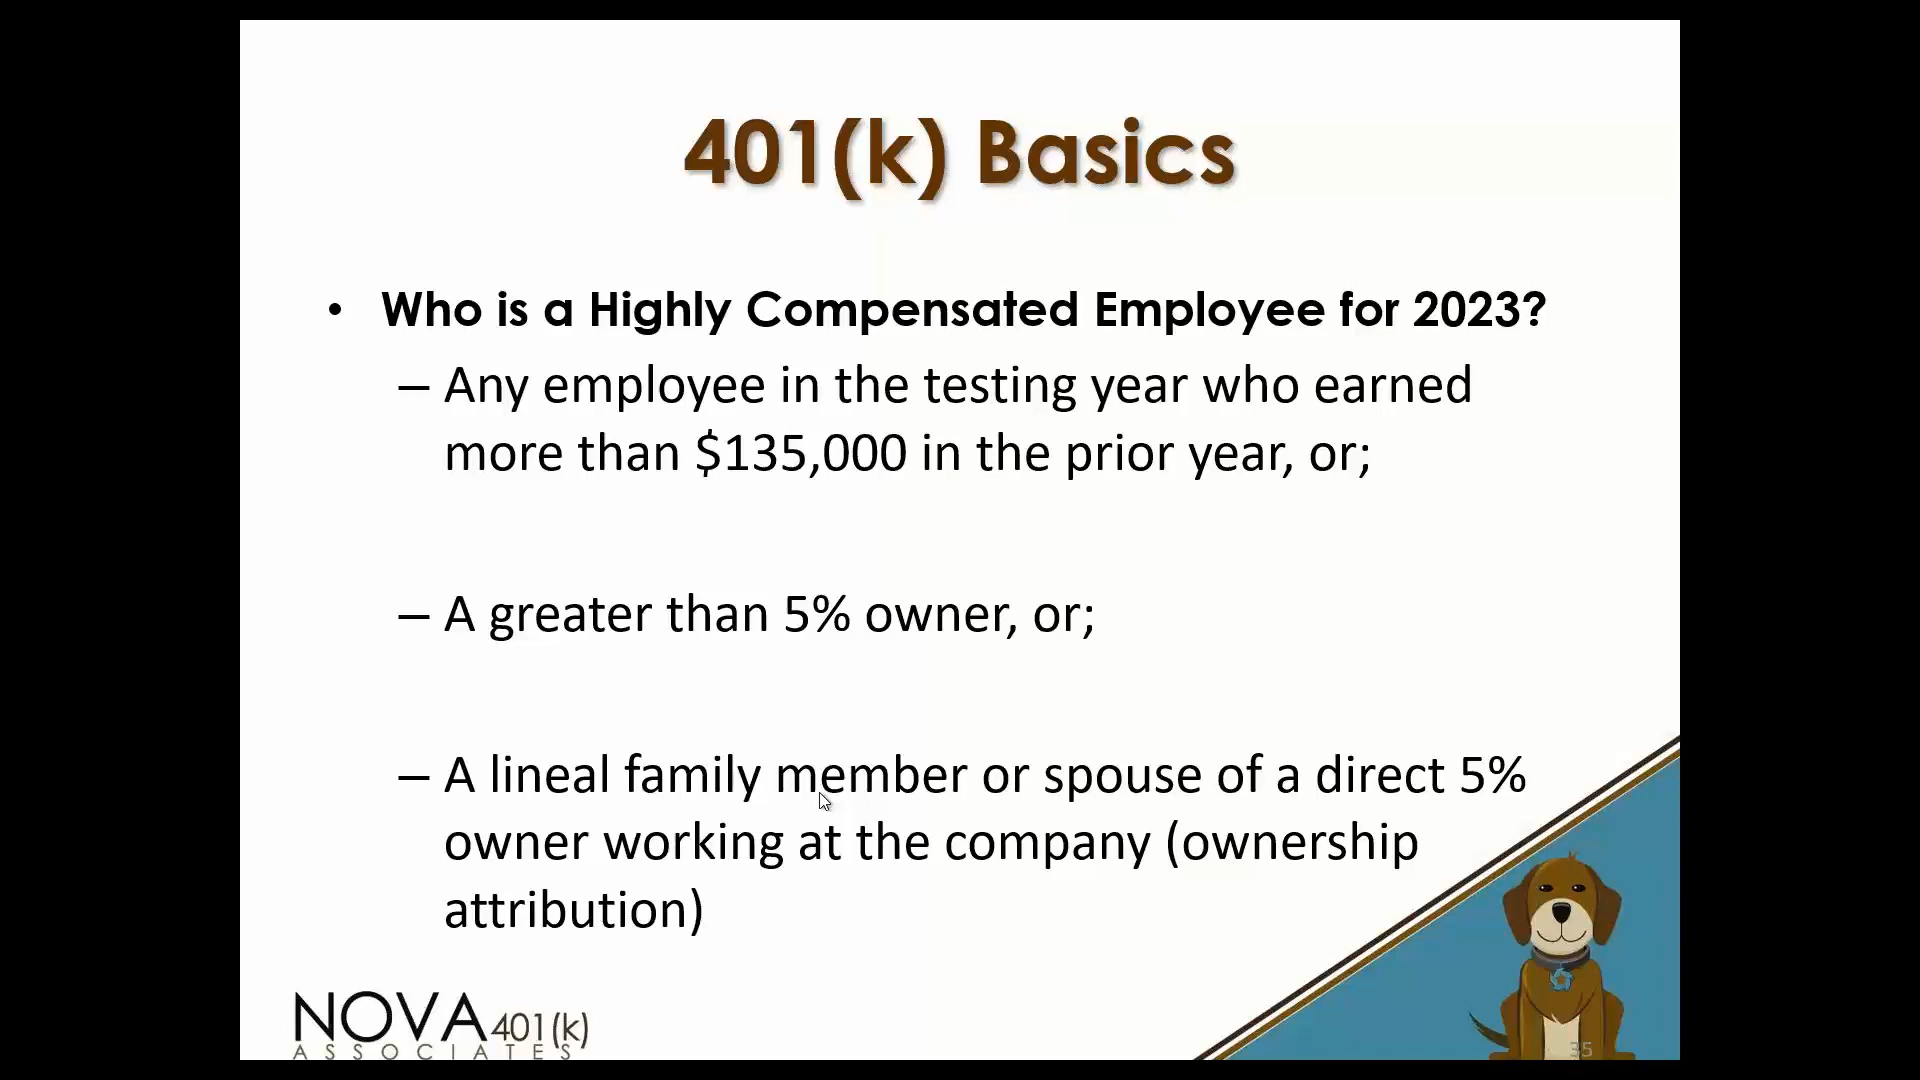 401(k) Basics
• Who is a Highly Compensated Employee for 2023?
– Any employee in the testing year who earned
more than $135,000 in the prior year, or;
– A greater than 5% owner, or;
– A lineal family member or spouse of a direct 5%
owner working at the company (ownership
attribution)
NOVA 401(k)
ASSOCIATES
35